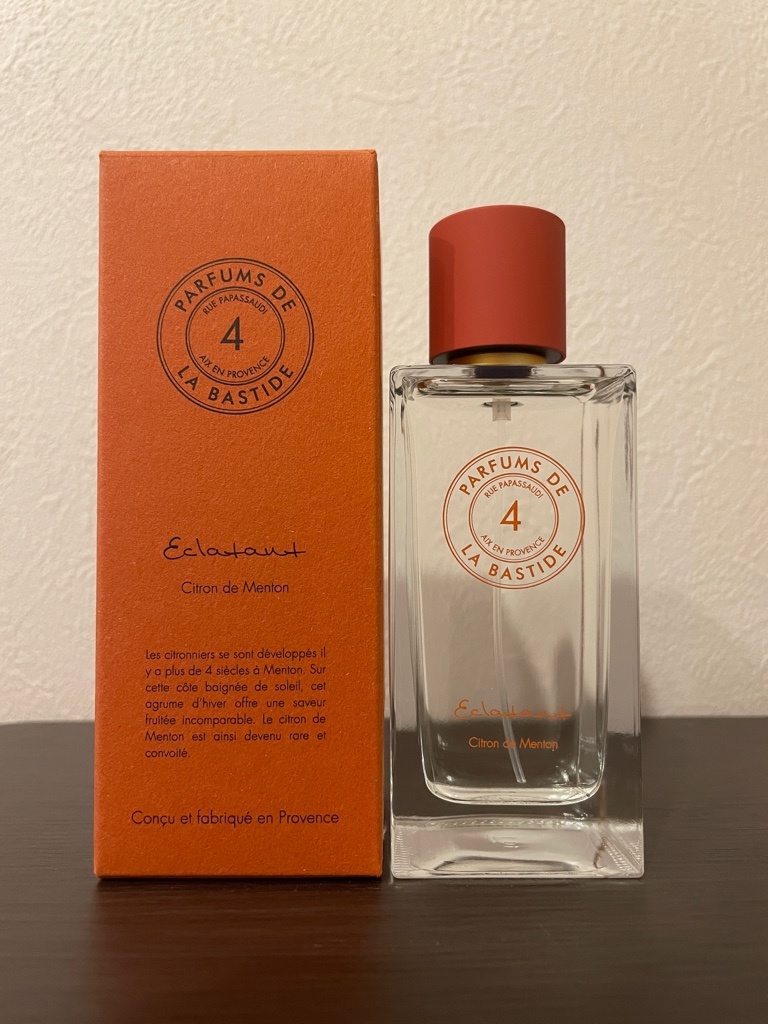 PARFUMS DE
RUE PAPASSAUDI
4
AIX EN PROVENCE
LA BASTIDE
Eclatant
Citron de Menton
Les citronniers se sont développés il
y a plus de 4 siècles à Menton. Sur
cette côte baignée de soleil, cet
agrume d'hiver offre une saveur
fruitée incomparable. Le citron de
Menton est ainsi devenu rare et
convoité.
Conçu et fabriqué en Provence
PARFUMS DE
RUE PAPASSAUDI
4
AIX EN PROVENCE
LA BASTIDE
Eclatant
Citron de Menton